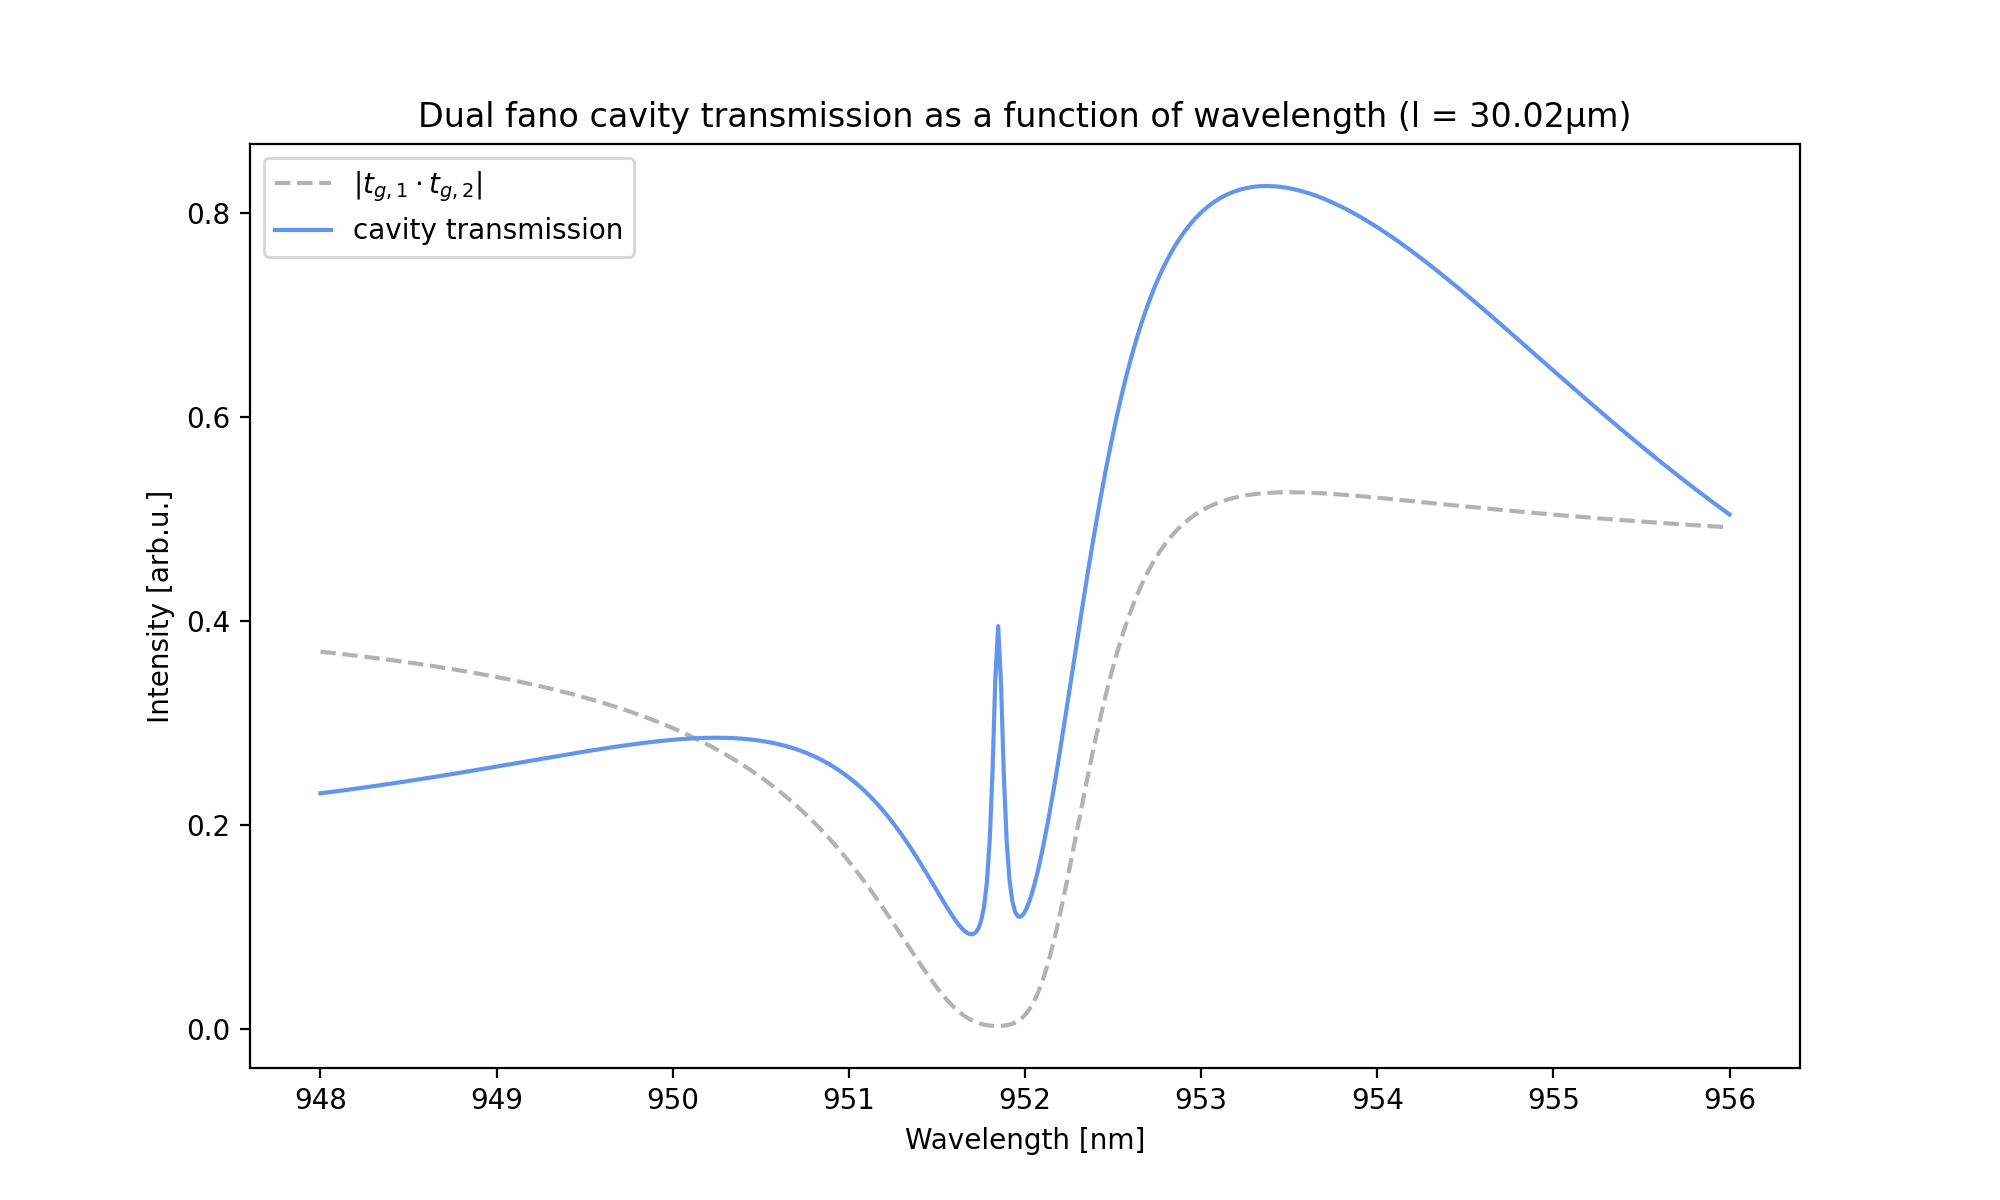 Dual fano cavity transmission as a function of wavelength (l = 30.02μm)
|t_{g,1} · t_{g,2}|
cavity transmission
Intensity [arb.u.]
0.8
0.6
0.4
0.2
0.0
948 949 950 951 952 953 954 955 956
Wavelength [nm]